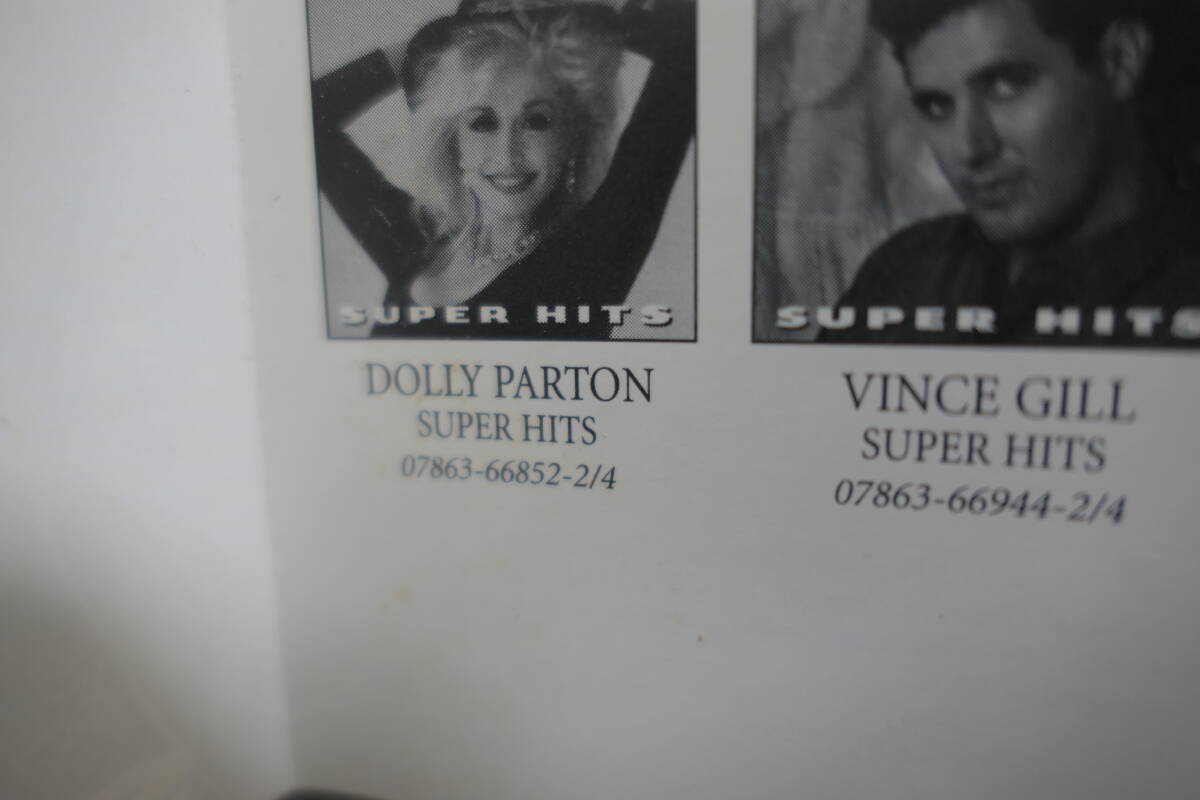 SUPER HITS
DOLLY PARTON
SUPER HITS
07863-66852-2/4
SUPER HITS
VINCE GILL
SUPER HITS
07863-66944-2/4